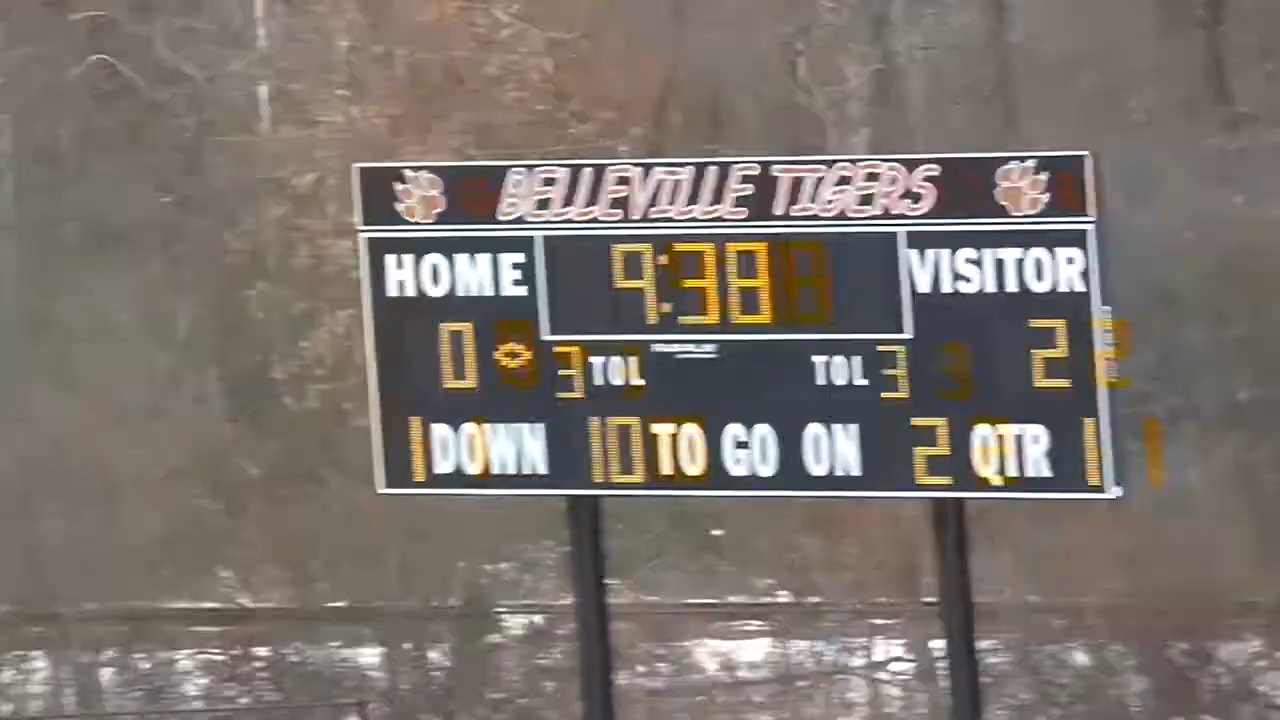 BELLEVILLE TIGERS
HOME 9:38 VISITOR
0 3 TOL TOL 3 2
1 DOWN 10 TO GO ON 2 QTR 1